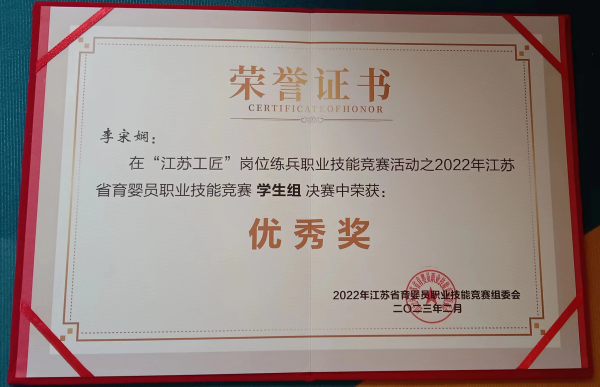 荣誉证书
CERTIFICATEOFHONOR
李宋娴：
在“江苏工匠”岗位练兵职业技能竞赛活动之2022年江苏
省育婴员职业技能竞赛 学生组 决赛中荣获：
优秀奖
2022年江苏省育婴员职业技能竞赛组委会
二〇二三年二月